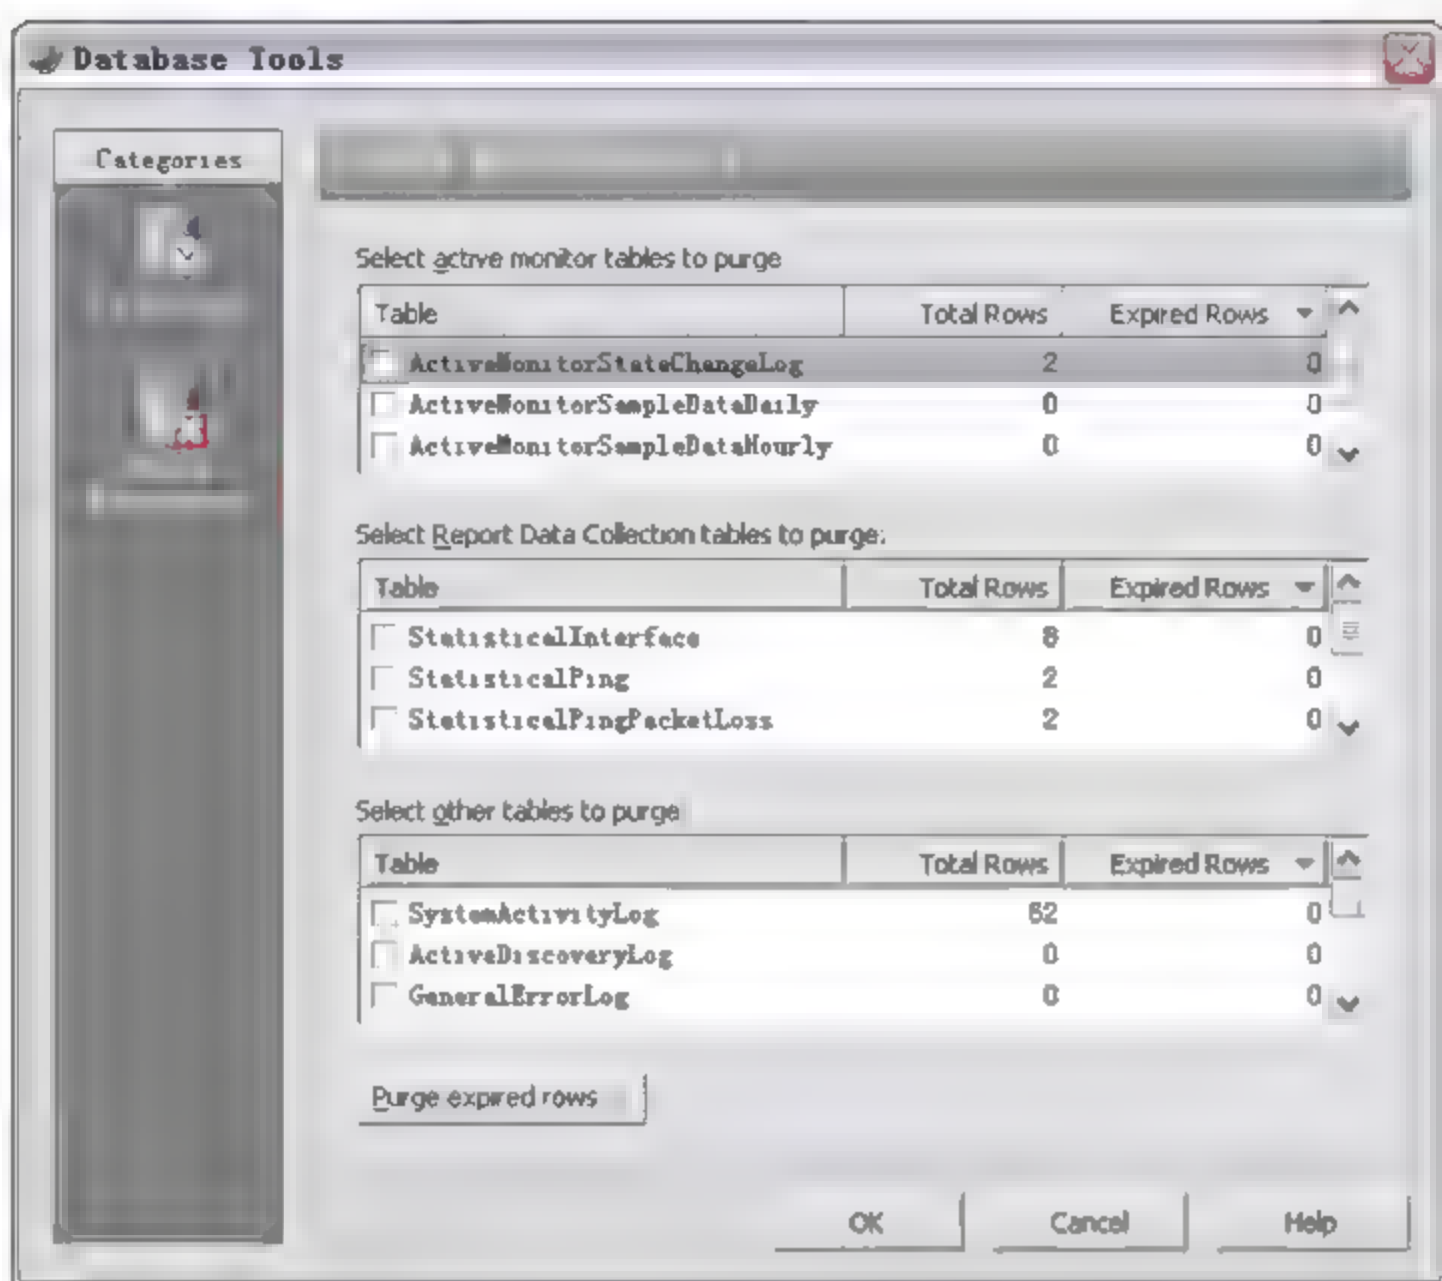 Database Tools
Categories
Select active monitor tables to purge
Table Total Rows Expired Rows
ActiveMonitorStateChangeLog 2 0
ActiveMonitorSampleDataDaily 0 0
ActiveMonitorSampleDataHourly 0 0
Select Report Data Collection tables to purge:
Table Total Rows Expired Rows
StatisticalInterface 8 0
StatisticalPing 2 0
StatisticalPingPacketLoss 2 0
Select other tables to purge
Table Total Rows Expired Rows
SystemActivityLog 62 0
ActiveDiscoveryLog 0 0
GeneralErrorLog 0 0
Purge expired rows
OK Cancel Help